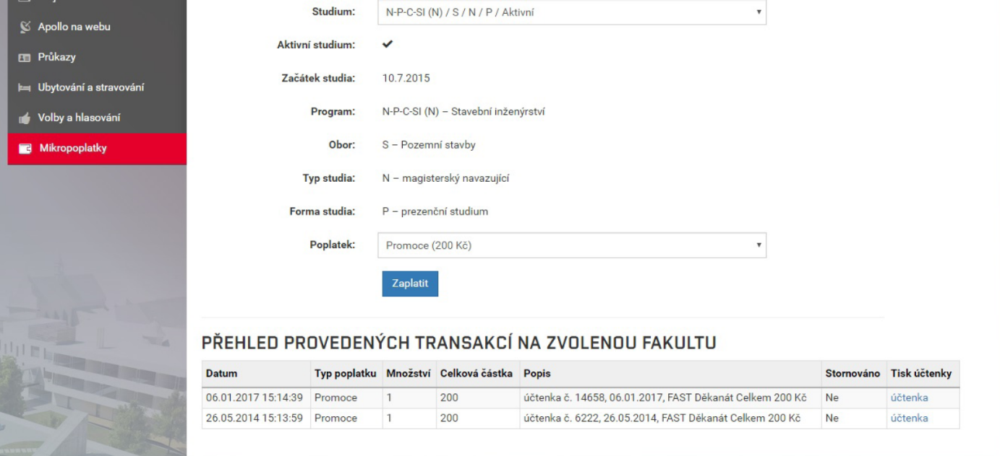 Studium: N-P-C-SI (N) / S / N / P / Aktivní
Apollo na webu
Aktivní studium:
Průkazy
Začátek studia: 10.7.2015
Ubytování a stravování
Program: N-P-C-SI (N) – Stavební inženýrství
Volby a hlasování
Mikropoplatky
Obor: S – Pozemní stavby
Typ studia: N – magisterský navazující
Forma studia: P – prezenční studium
Poplatek: Promoce (200 Kč)
Zaplatit
PŘEHLED PROVEDENÝCH TRANSAKCÍ NA ZVOLENOU FAKULTU
Datum Typ poplatku Množství Celková částka Popis Stornováno Tisk účtenky
06.01.2017 15:14:39 Promoce 1 200 účtenka č. 14658, 06.01.2017, FAST Děkanát Celkem 200 Kč Ne účtenka
26.05.2014 15:13:59 Promoce 1 200 účtenka č. 6222, 26.05.2014, FAST Děkanát Celkem 200 Kč Ne účtenka